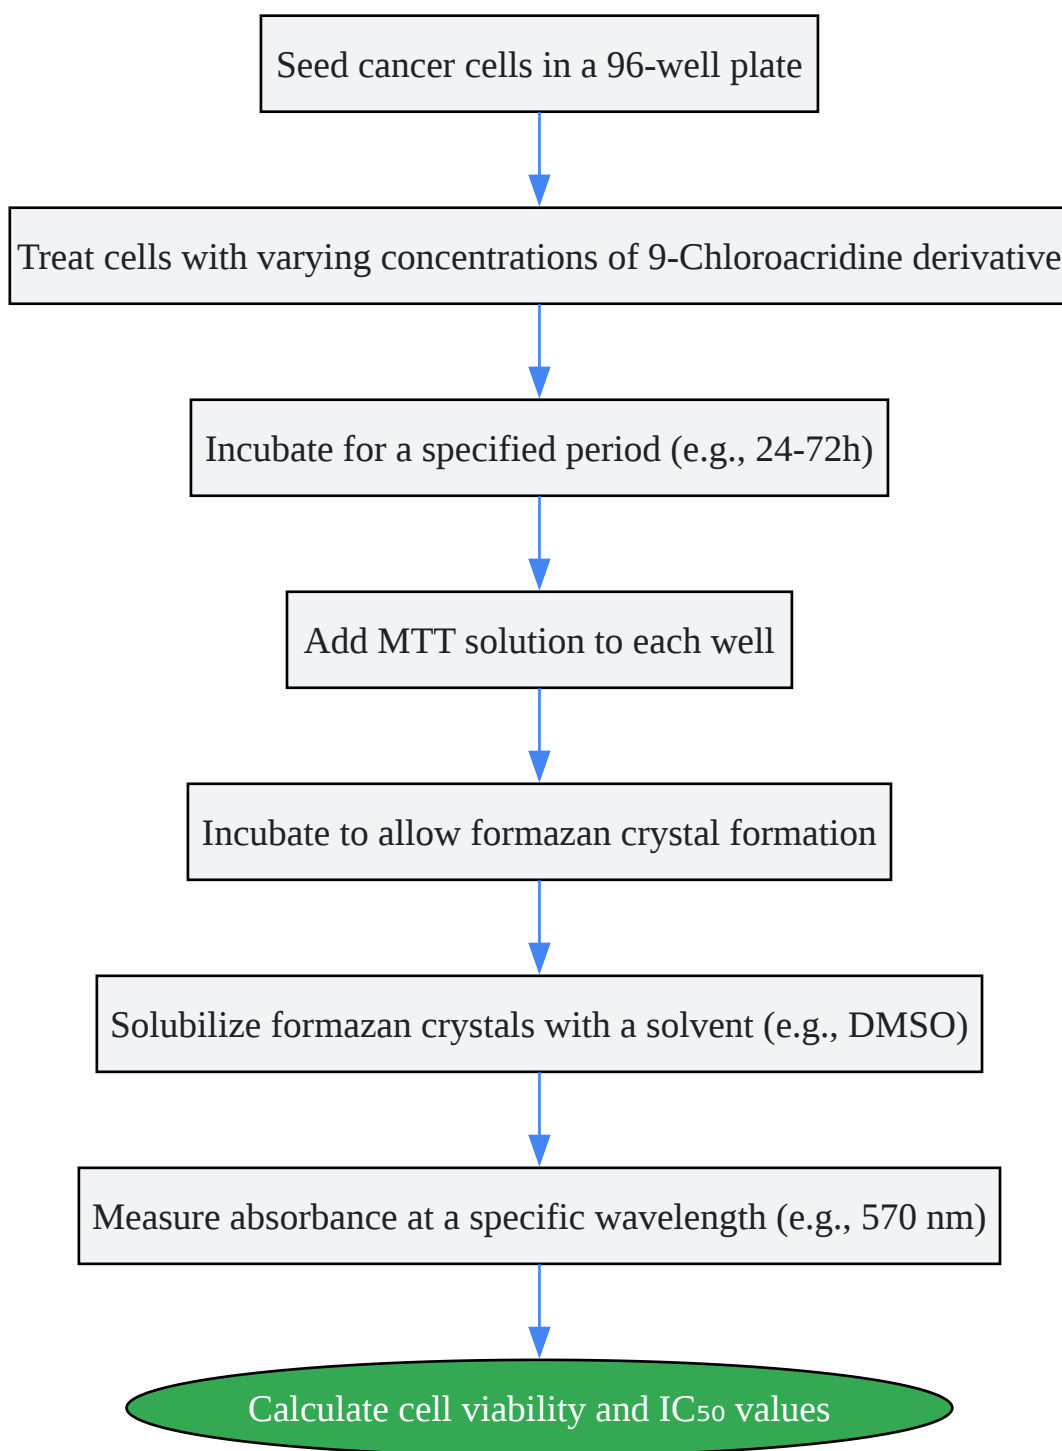 Seed cancer cells in a 96-well plate
Treat cells with varying concentrations of 9-Chloroacridine derivative
Incubate for a specified period (e.g., 24-72h)
Add MTT solution to each well
Incubate to allow formazan crystal formation
Solubilize formazan crystals with a solvent (e.g., DMSO)
Measure absorbance at a specific wavelength (e.g., 570 nm)
Calculate cell viability and IC₅₀ values